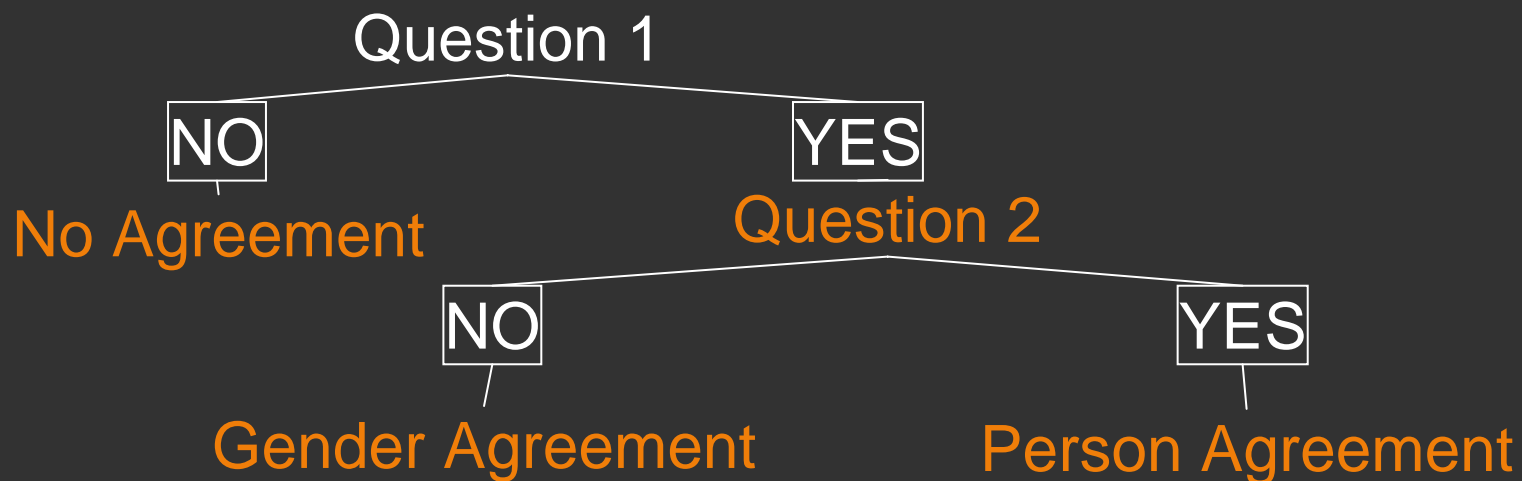 Question 1
NO YES
No Agreement
Question 2
NO YES
Gender Agreement
Person Agreement